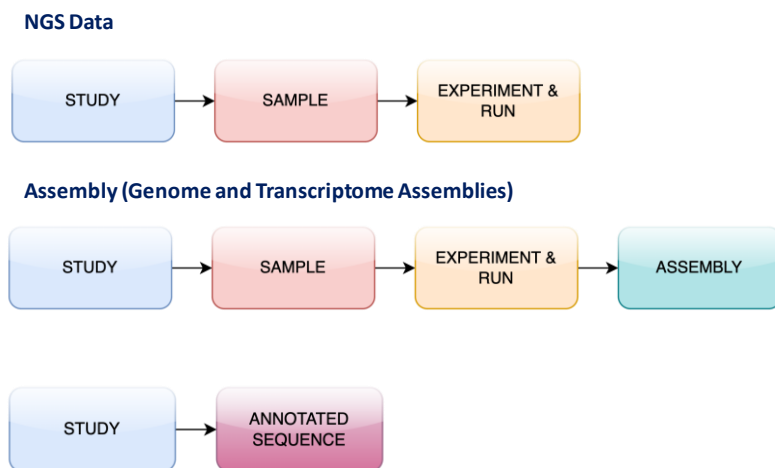 NGS Data
STUDY
SAMPLE
EXPERIMENT &
RUN
Assembly (Genome and Transcriptome Assemblies)
STUDY
SAMPLE
EXPERIMENT &
RUN
ASSEMBLY
STUDY
ANNOTATED
SEQUENCE